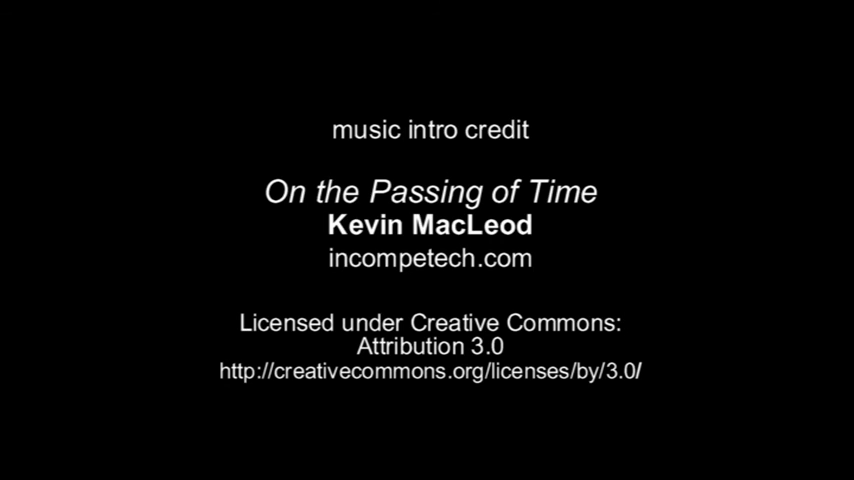 music intro credit
On the Passing of Time
Kevin MacLeod
incompetech.com
Licensed under Creative Commons:
Attribution 3.0
http://creativecommons.org/licenses/by/3.0/